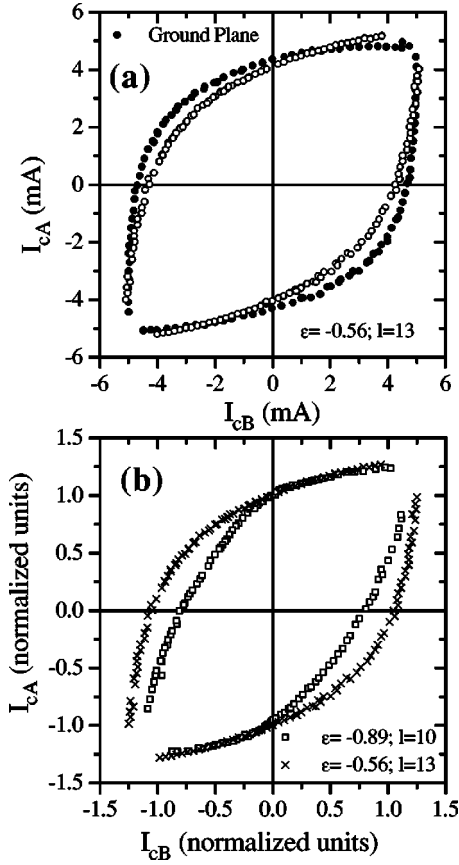 ● Ground Plane
(a)
6
4
2
0
-2
-4
-6
I_cA (mA)
ε= -0.56; l=13
-6 -4 -2 0 2 4 6
I_cB (mA)
(b)
1.5
1.0
0.5
0.0
-0.5
-1.0
-1.5
I_cA (normalized units)
□ ε= -0.89; l=10
× ε= -0.56; l=13
-1.5 -1.0 -0.5 0.0 0.5 1.0 1.5
I_cB (normalized units)